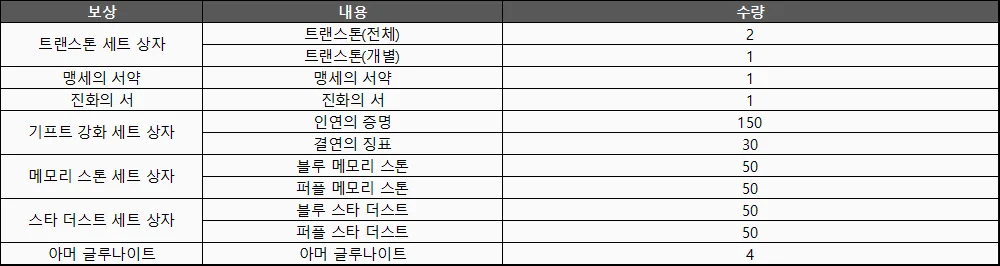 보상 내용 수량
트랜스톤 세트 상자 트랜스톤(전체) 2
트랜스톤(개별) 1
맹세의 서약 맹세의 서약 1
진화의 서 진화의 서 1
기프트 강화 세트 상자 인연의 증명 150
결연의 징표 30
메모리 스톤 세트 상자 블루 메모리 스톤 50
퍼플 메모리 스톤 50
스타 더스트 세트 상자 블루 스타 더스트 50
퍼플 스타 더스트 50
아머 글루나이트 아머 글루나이트 4